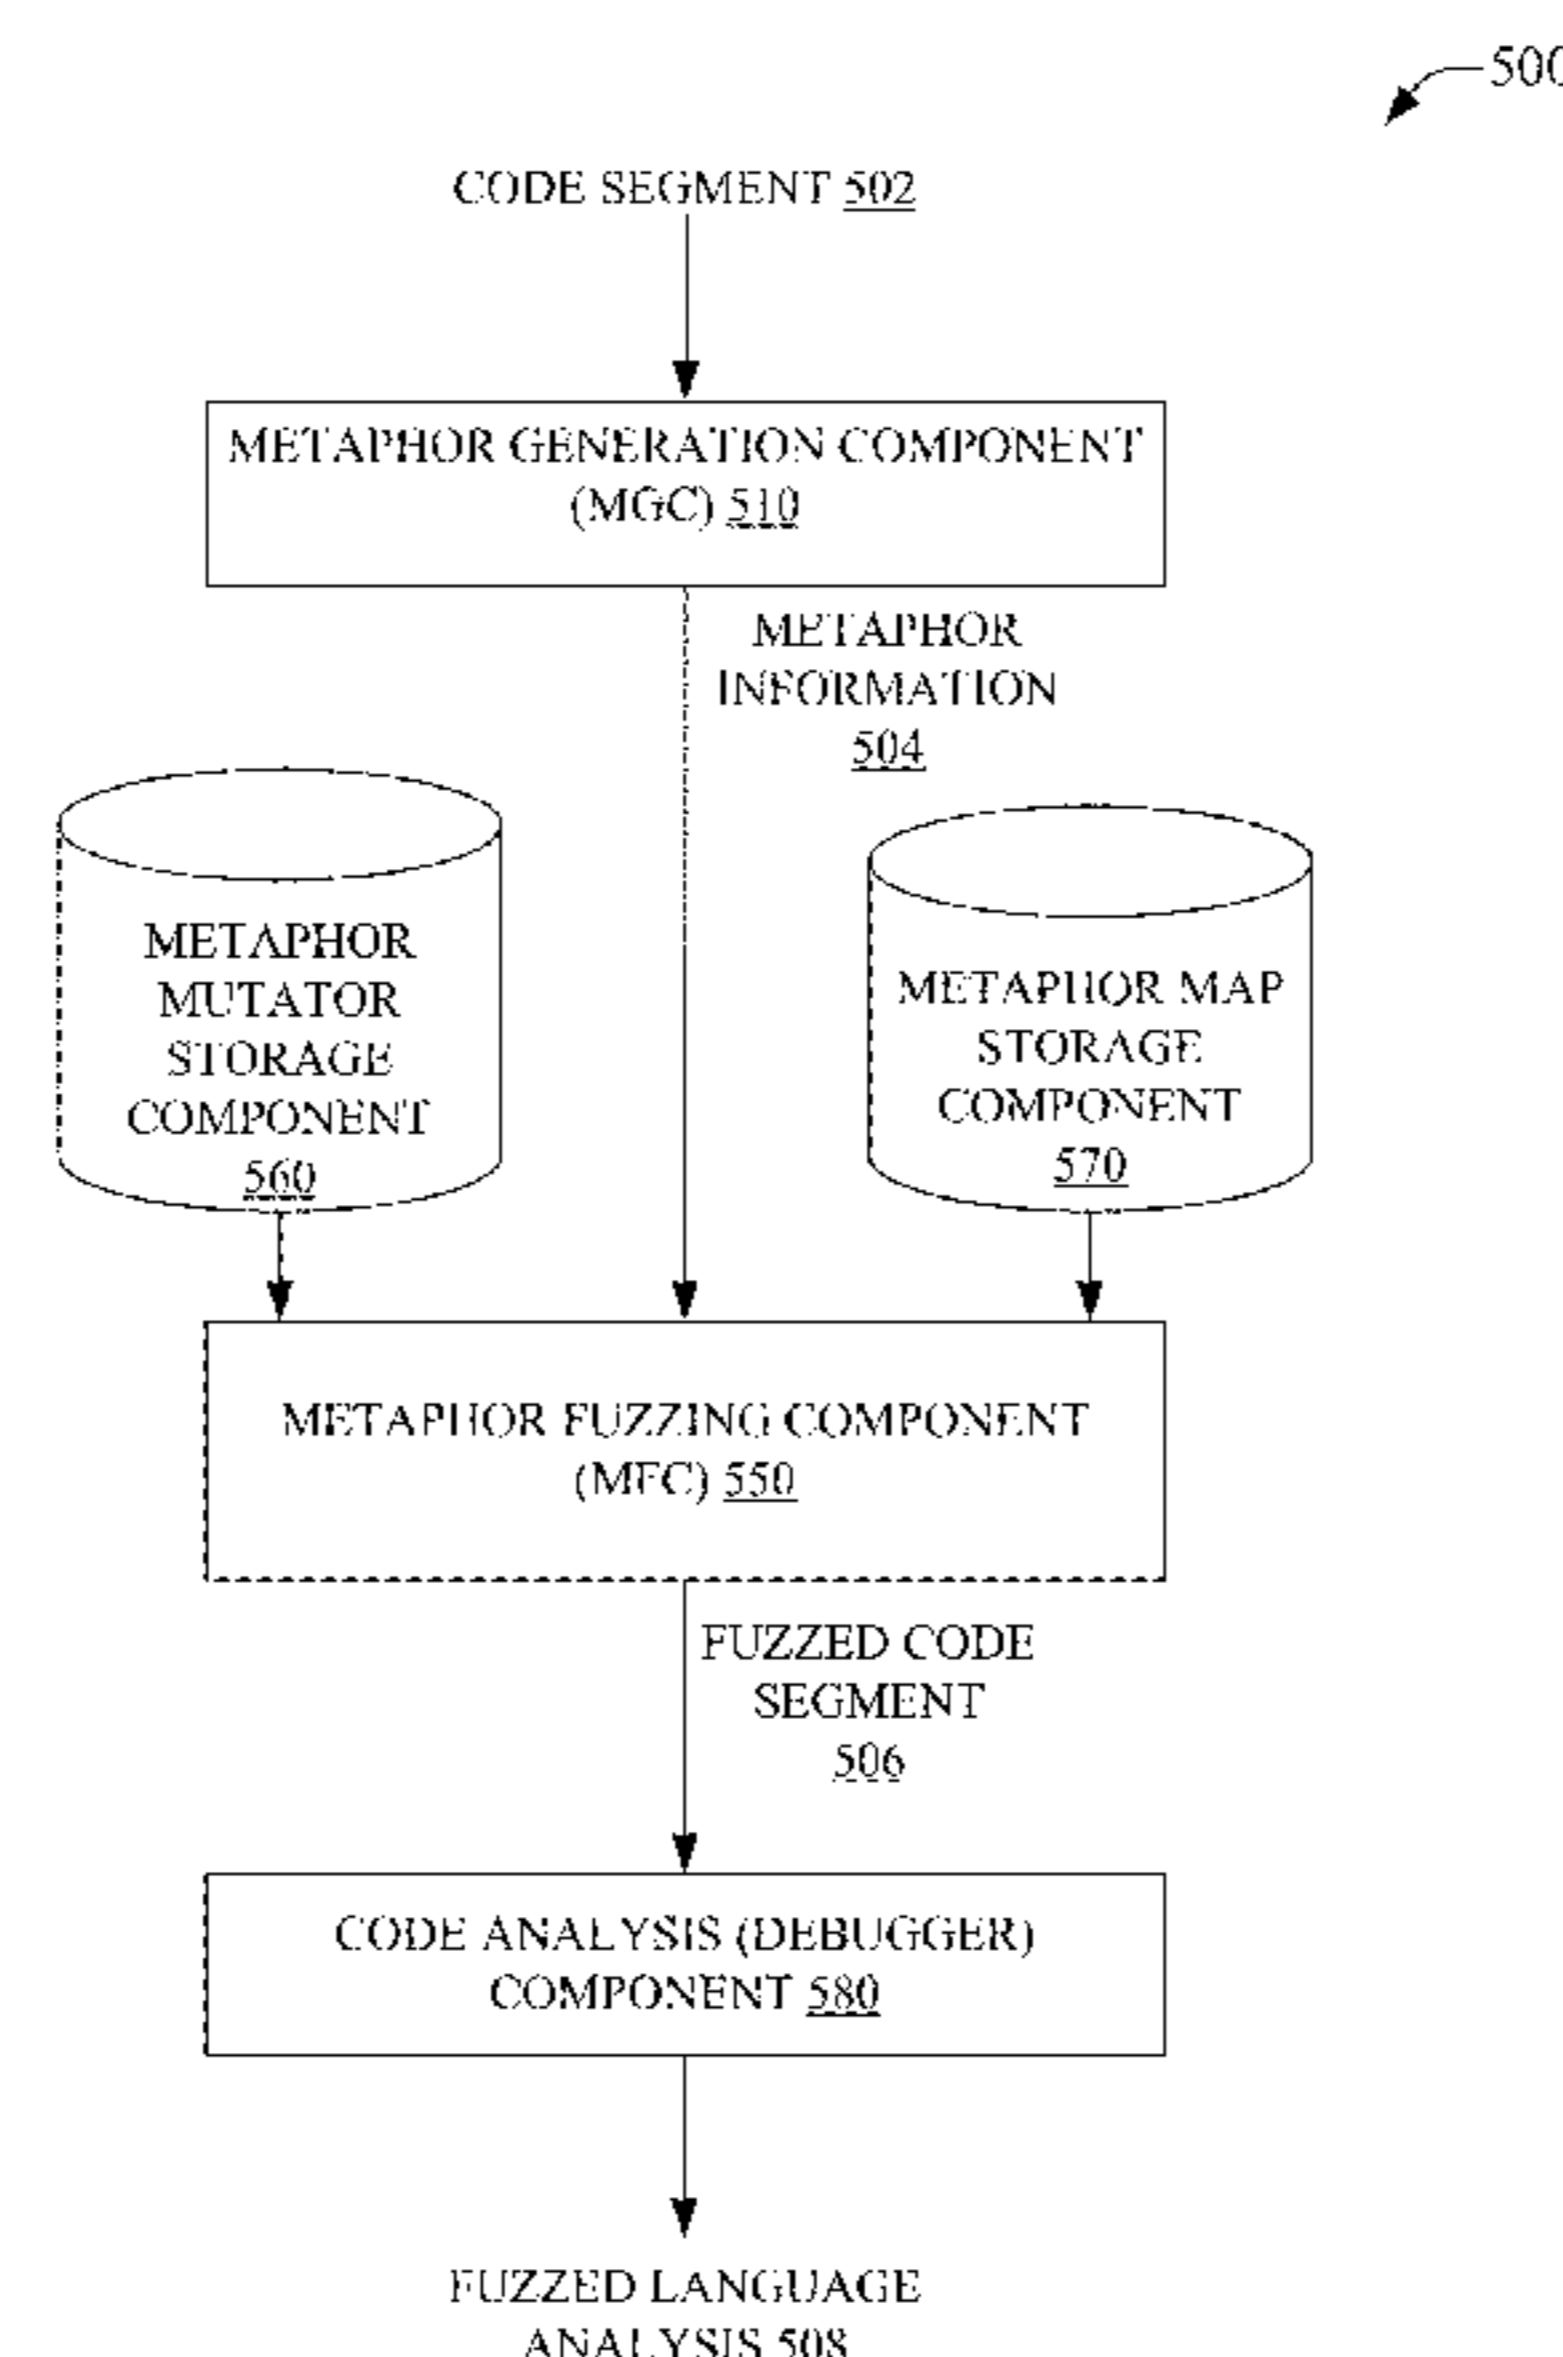 500
CODE SEGMENT 502
METAPHOR GENERATION COMPONENT
(MGC) 510
METAPHOR
INFORMATION
504
METAPHOR
MUTATOR
STORAGE
COMPONENT
560
METAPHOR MAP
STORAGE
COMPONENT
570
METAPHOR FUZZING COMPONENT
(MFC) 550
FUZZED CODE
SEGMENT
506
CODE ANALYSIS (DEBUGGER)
COMPONENT 580
FUZZED LANGUAGE
ANALYSIS 508